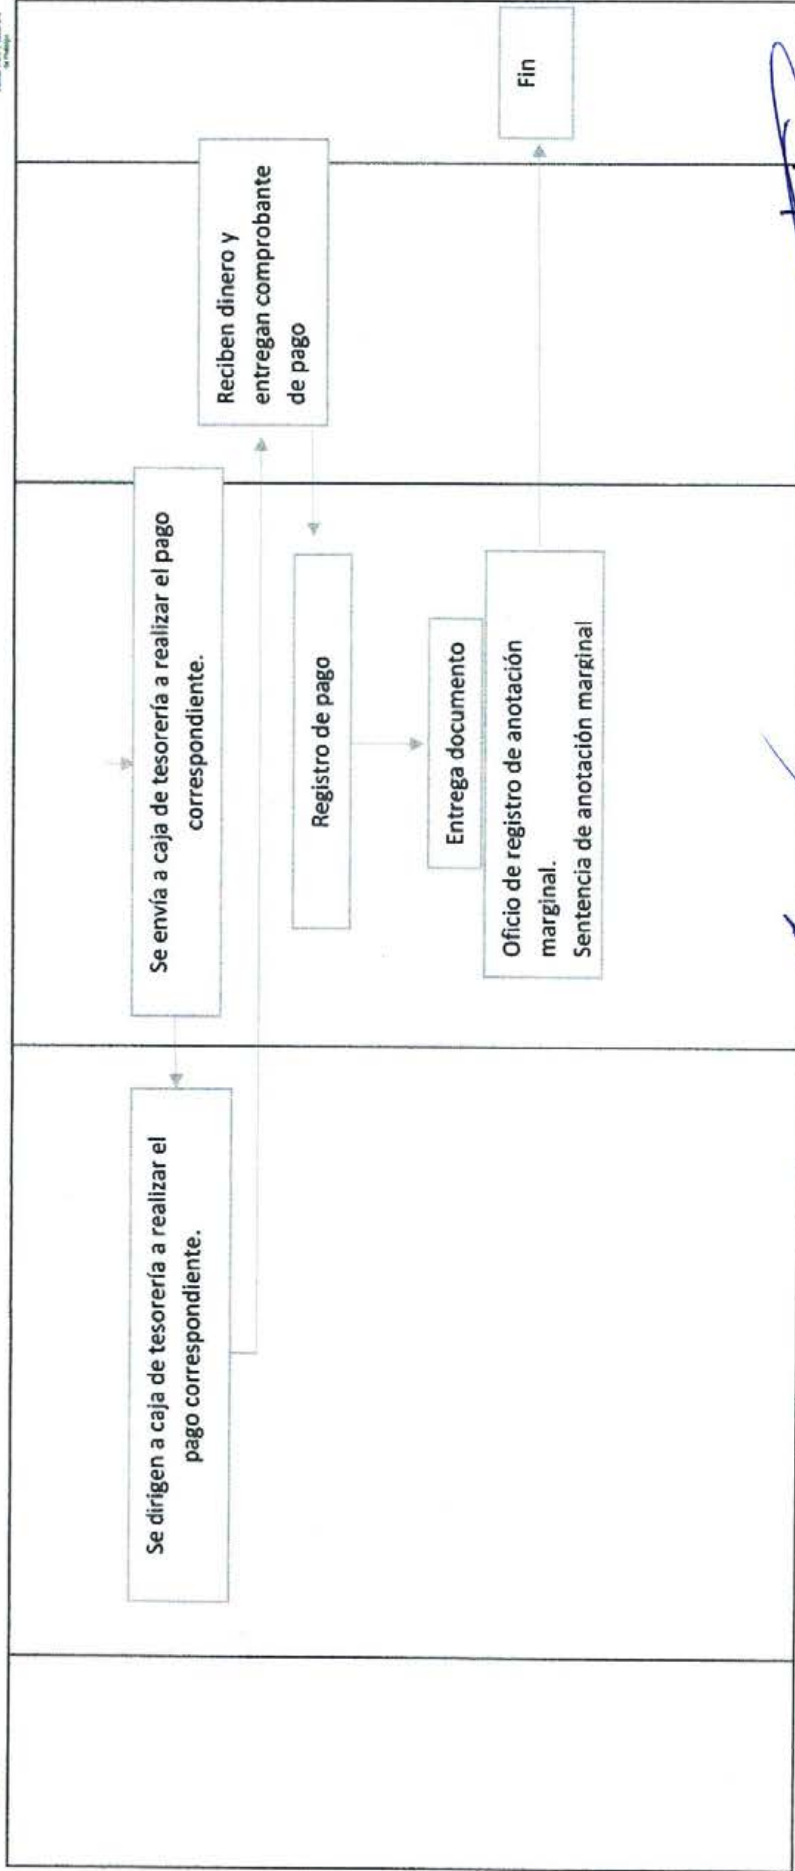 Se dirigen a caja de tesorería a realizar el
pago correspondiente.
Se envía a caja de tesorería a realizar el pago
correspondiente.
Reciben dinero y
entregan comprobante
de pago
Registro de pago
Entrega documento
Oficio de registro de anotación
marginal.
Sentencia de anotación marginal
Fin